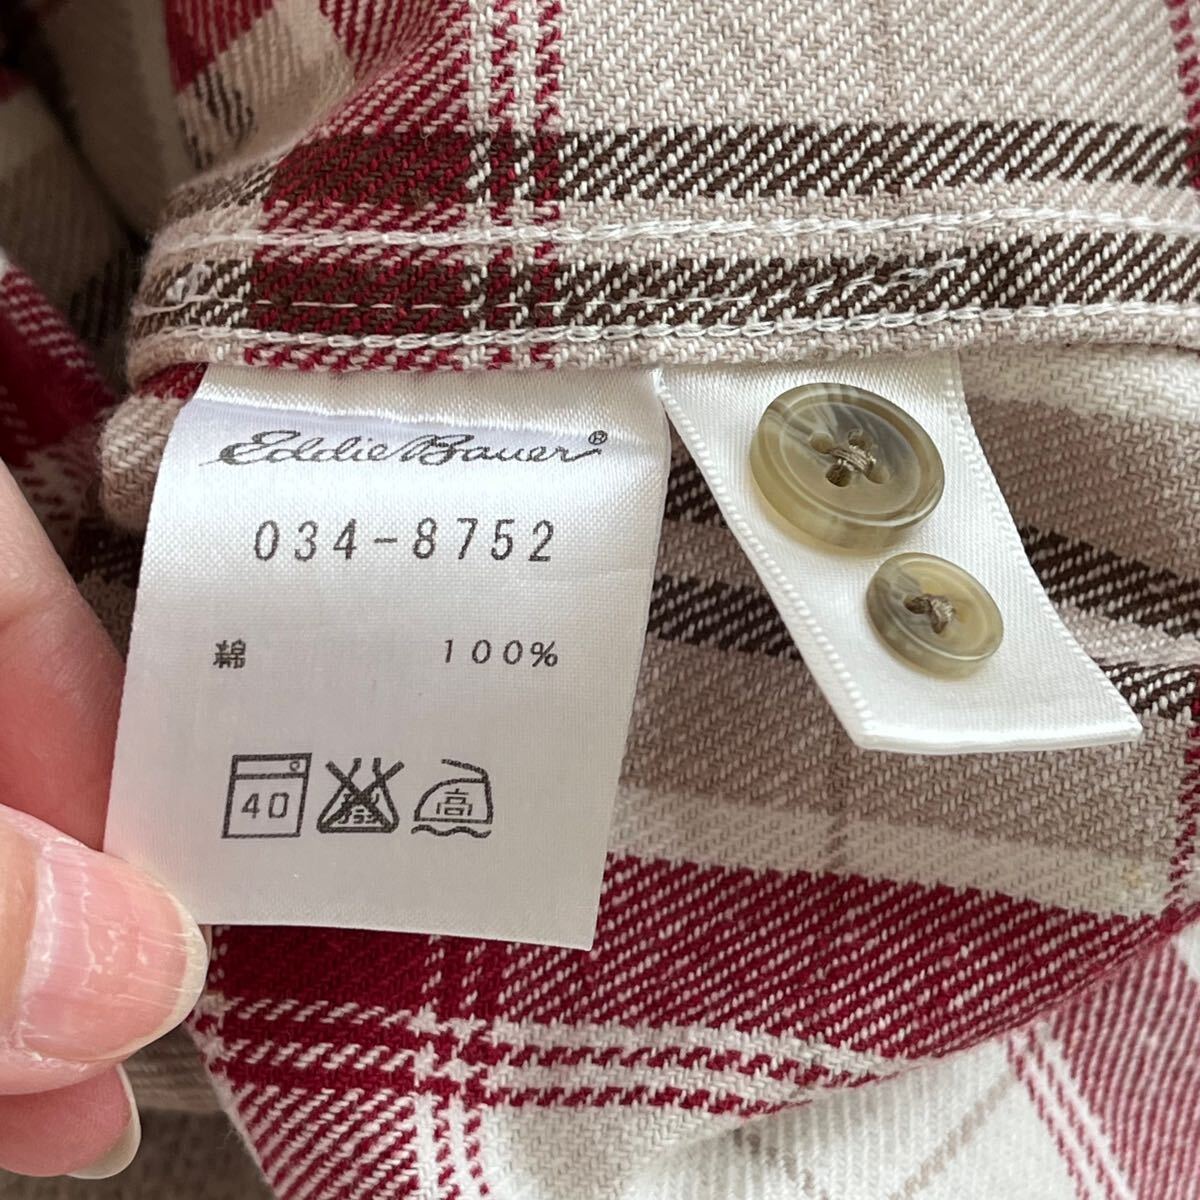 Eddie Bauer®
034-8752
綿 100%
40 高